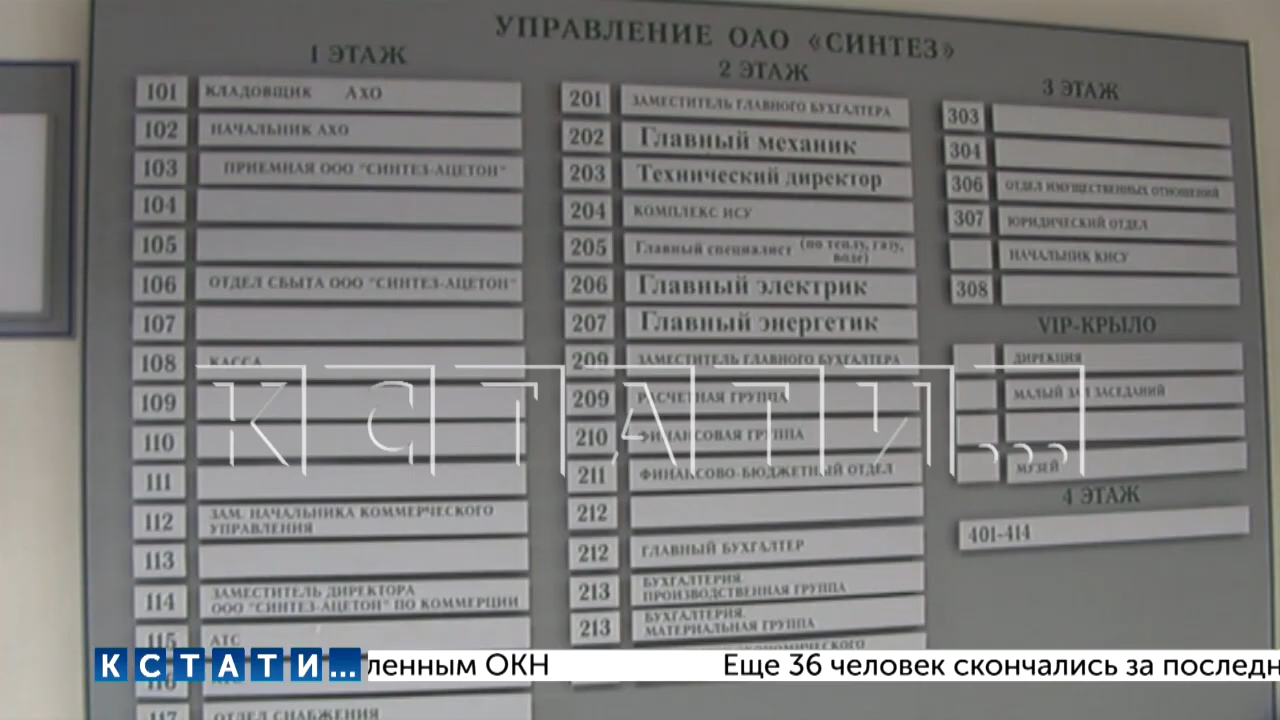 УПРАВЛЕНИЕ ОАО «СИНТЕЗ»
1 ЭТАЖ
101 КЛАДОВЩИК АХО
102 НАЧАЛЬНИК АХО
103 ПРИЕМНАЯ ООО "СИНТЕЗ-АЦЕТОН"
104
105
106 ОТДЕЛ СБЫТА ООО "СИНТЕЗ-АЦЕТОН"
107
108 КАССА
109
110
111
112 ЗАМ. НАЧАЛЬНИКА КОММЕРЧЕСКОГО
УПРАВЛЕНИЯ
113
114 ЗАМЕСТИТЕЛЬ ДИРЕКТОРА
ООО "СИНТЕЗ-АЦЕТОН" ПО КОММЕРЦИИ
115 АТС
116
117 ОТДЕЛ СНАБЖЕНИЯ
2 ЭТАЖ
201 ЗАМЕСТИТЕЛЬ ГЛАВНОГО БУХГАЛТЕРА
202 Главный механик
203 Технический директор
204 КОМПЛЕКС ИСУ
205 Главный специалист (по теплу, газу,
воде)
206 Главный электрик
207 Главный энергетик
209 ЗАМЕСТИТЕЛЬ ГЛАВНОГО БУХГАЛТЕРА
209 РАСЧЕТНАЯ ГРУППА
210 ФИНАНСОВАЯ ГРУППА
211 ФИНАНСОВО-БЮДЖЕТНЫЙ ОТДЕЛ
212
212 ГЛАВНЫЙ БУХГАЛТЕР
213 БУХГАЛТЕРИЯ.
ПРОИЗВОДСТВЕННАЯ ГРУППА
213 БУХГАЛТЕРИЯ.
МАТЕРИАЛЬНАЯ ГРУППА
3 ЭТАЖ
303
304
306 ОТДЕЛ ИМУЩЕСТВЕННЫХ ОТНОШЕНИЙ
307 ЮРИДИЧЕСКИЙ ОТДЕЛ
НАЧАЛЬНИК КИСУ
308
VIP-КРЫЛО
ДИРЕКЦИЯ
МАЛЫЙ ЗАЛ ЗАСЕДАНИЙ
МУЗЕЙ
4 ЭТАЖ
401-414
КСТАТИ...
КСТАТИ...
ленным ОКН
Еще 36 человек скончались за последн